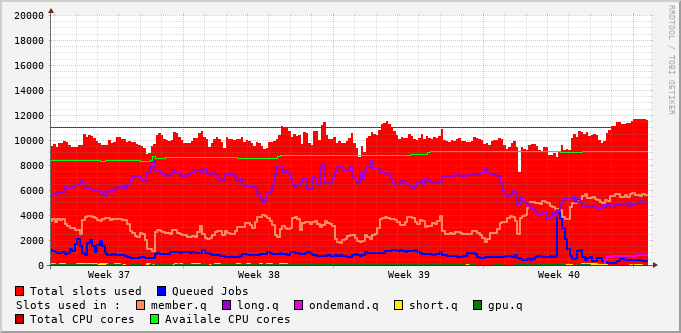 RRDTOOL / TOBI OETIKER
20000
18000
16000
14000
12000
10000
8000
6000
4000
2000
0
Week 37 Week 38 Week 39 Week 40
Total slots used Queued Jobs
Slots used in : member.q long.q ondemand.q short.q gpu.q
Total CPU cores Availale CPU cores